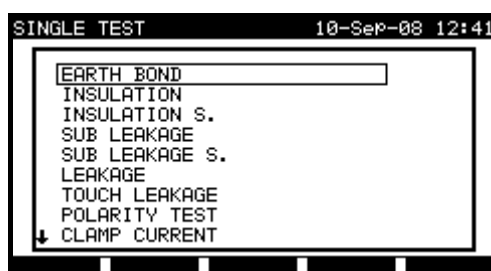 SINGLE TEST 10-Sep-08 12:41
EARTH BOND
INSULATION
INSULATION S.
SUB LEAKAGE
SUB LEAKAGE S.
LEAKAGE
TOUCH LEAKAGE
POLARITY TEST
CLAMP CURRENT